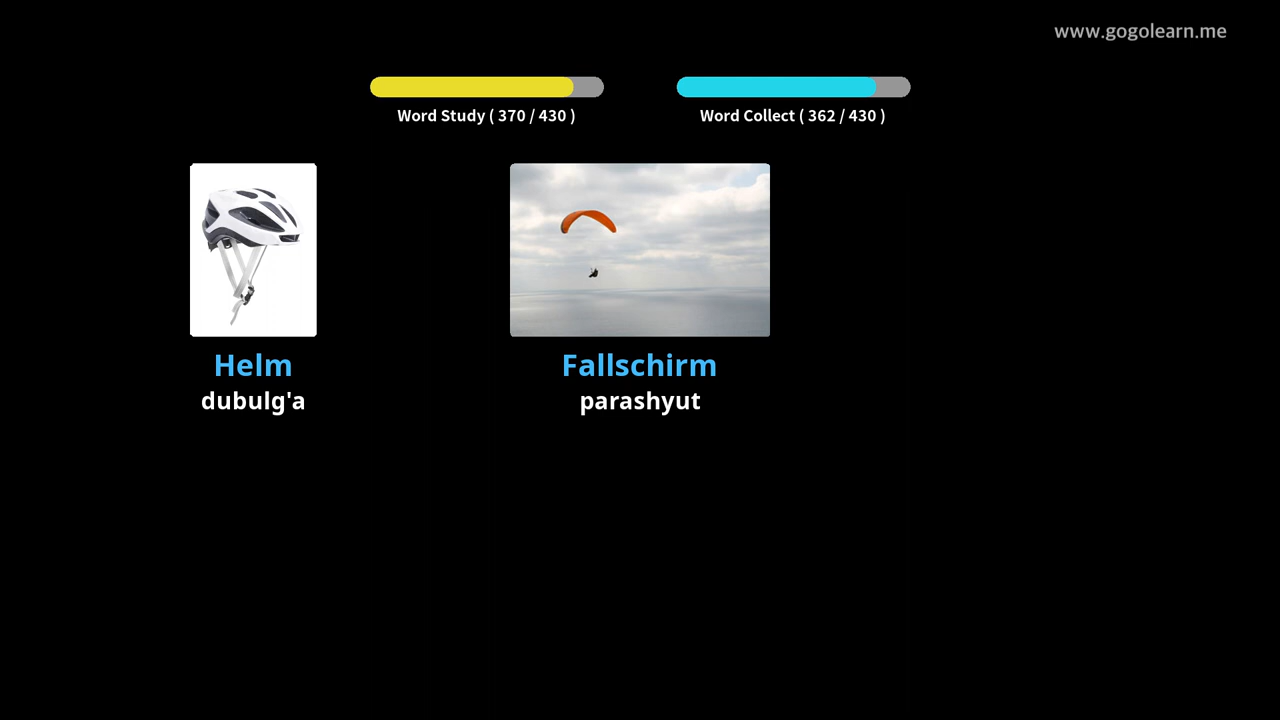 www.gogolearn.me
Word Study ( 370 / 430 )
Word Collect ( 362 / 430 )
Helm
dubulg'a
Fallschirm
parashyut